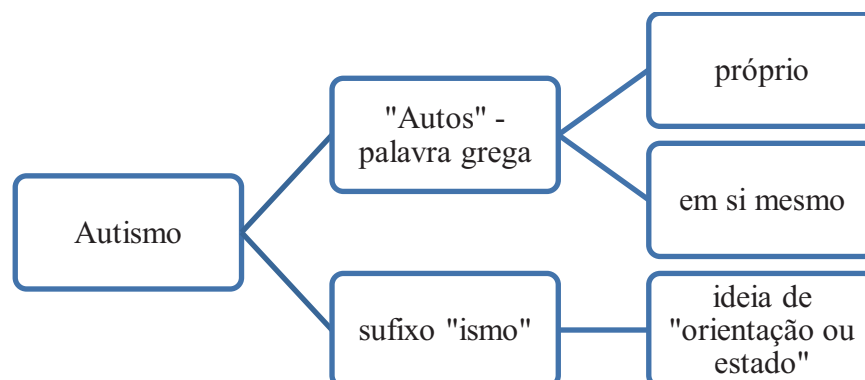 Autismo
"Autos" -
palavra grega
próprio
em si mesmo
sufixo "ismo"
ideia de
"orientação ou
estado"